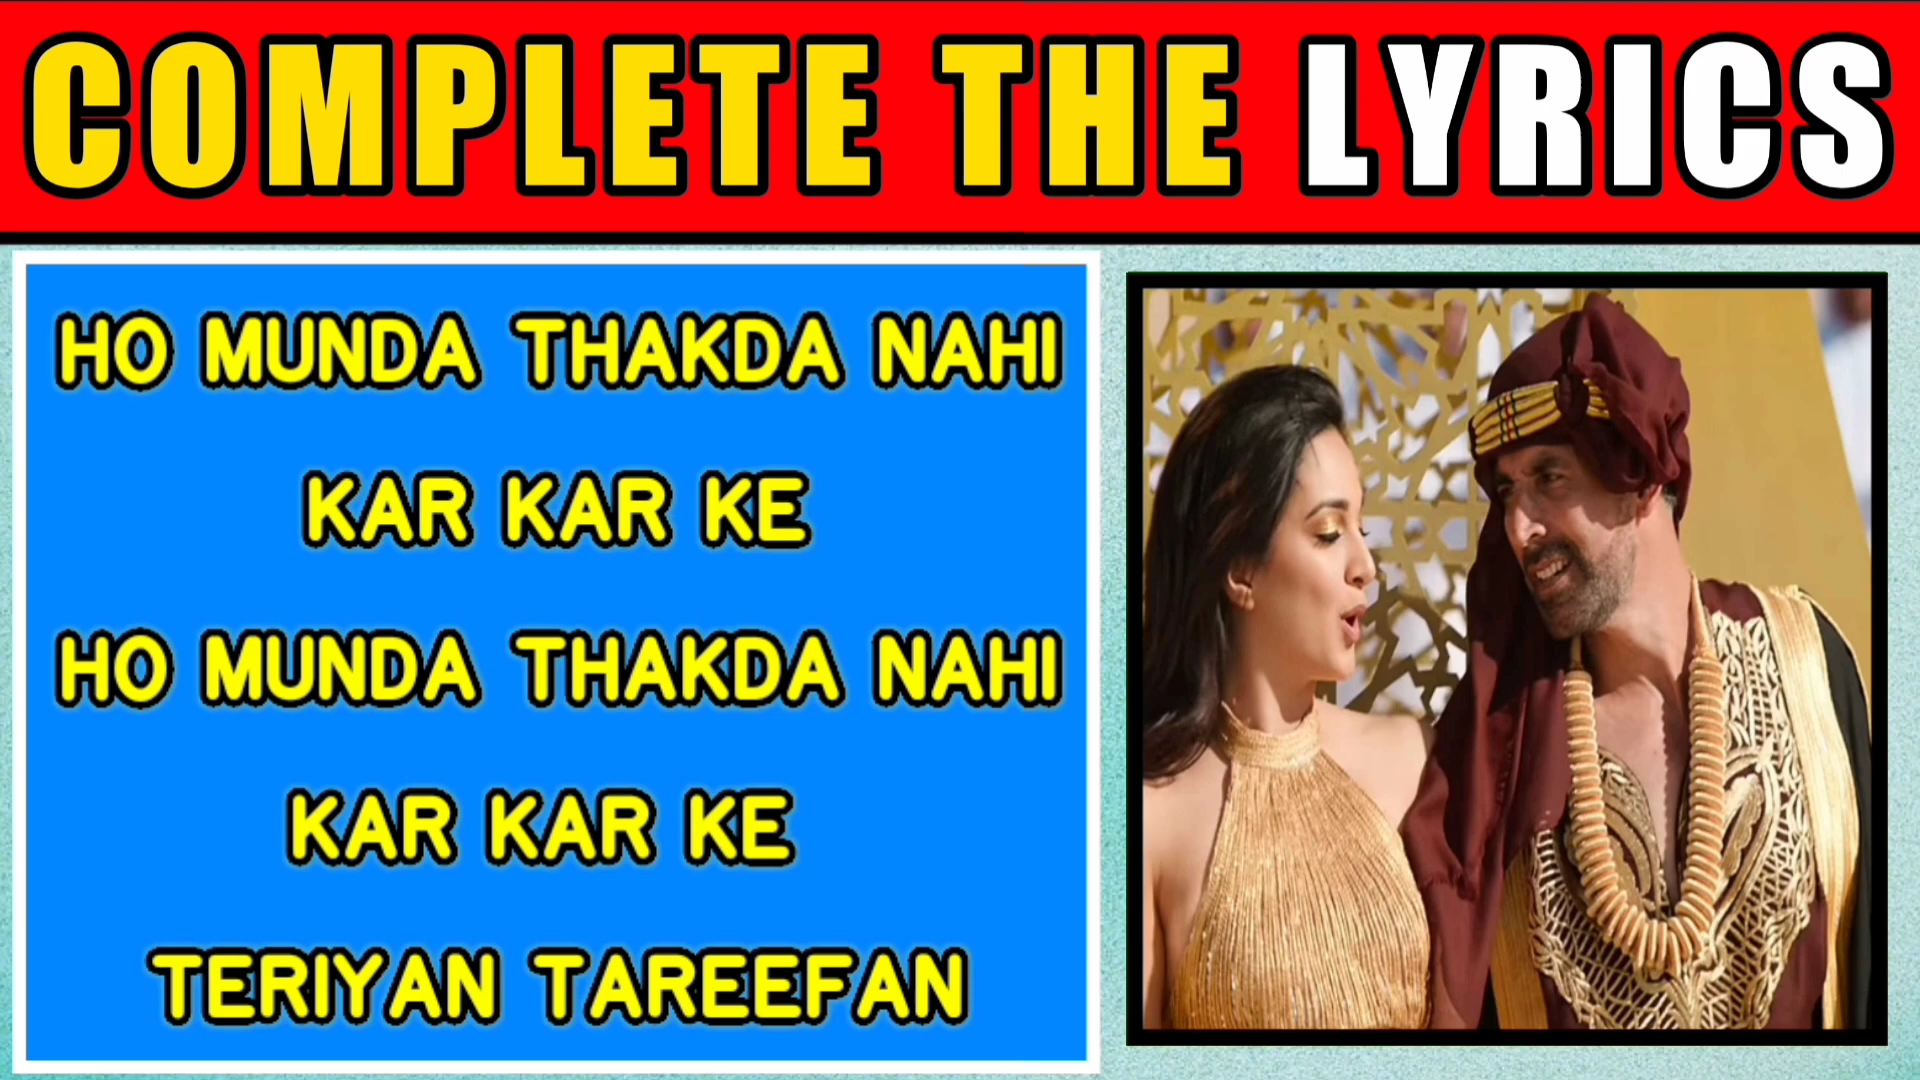 COMPLETE THE LYRICS
HO MUNDA THAKDA NAHI
KAR KAR KE
HO MUNDA THAKDA NAHI
KAR KAR KE
TERIYAN TAREEFAN